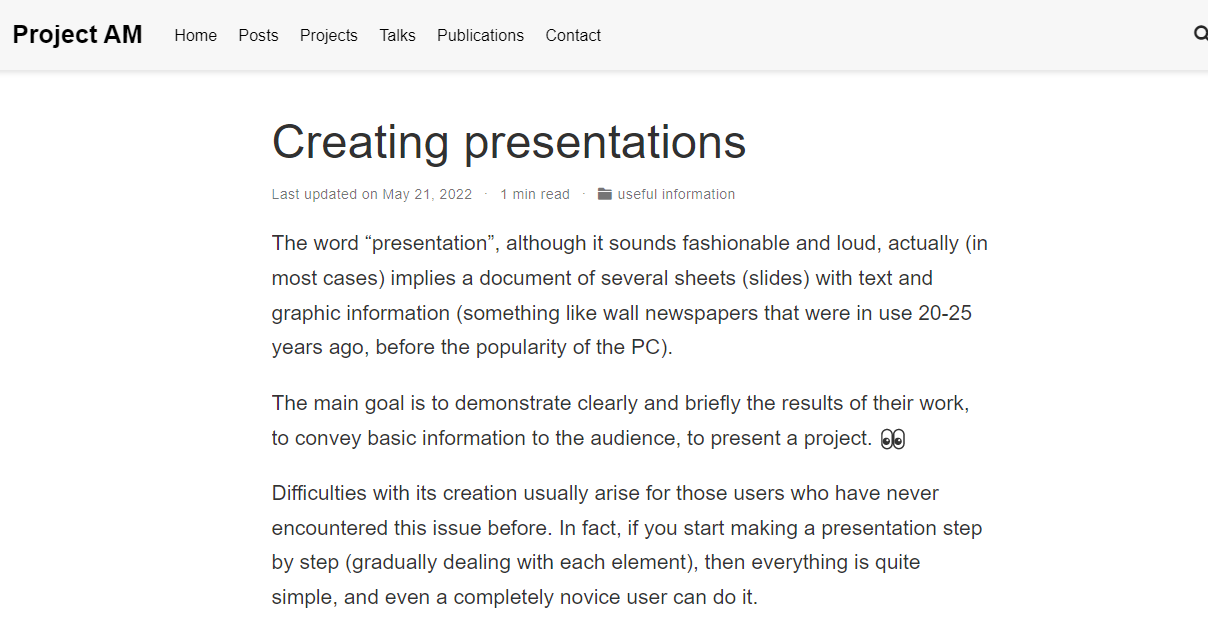 Project AM Home Posts Projects Talks Publications Contact
Creating presentations
Last updated on May 21, 2022 · 1 min read · useful information
The word “presentation”, although it sounds fashionable and loud, actually (in
most cases) implies a document of several sheets (slides) with text and
graphic information (something like wall newspapers that were in use 20-25
years ago, before the popularity of the PC).
The main goal is to demonstrate clearly and briefly the results of their work,
to convey basic information to the audience, to present a project. 👀
Difficulties with its creation usually arise for those users who have never
encountered this issue before. In fact, if you start making a presentation step
by step (gradually dealing with each element), then everything is quite
simple, and even a completely novice user can do it.